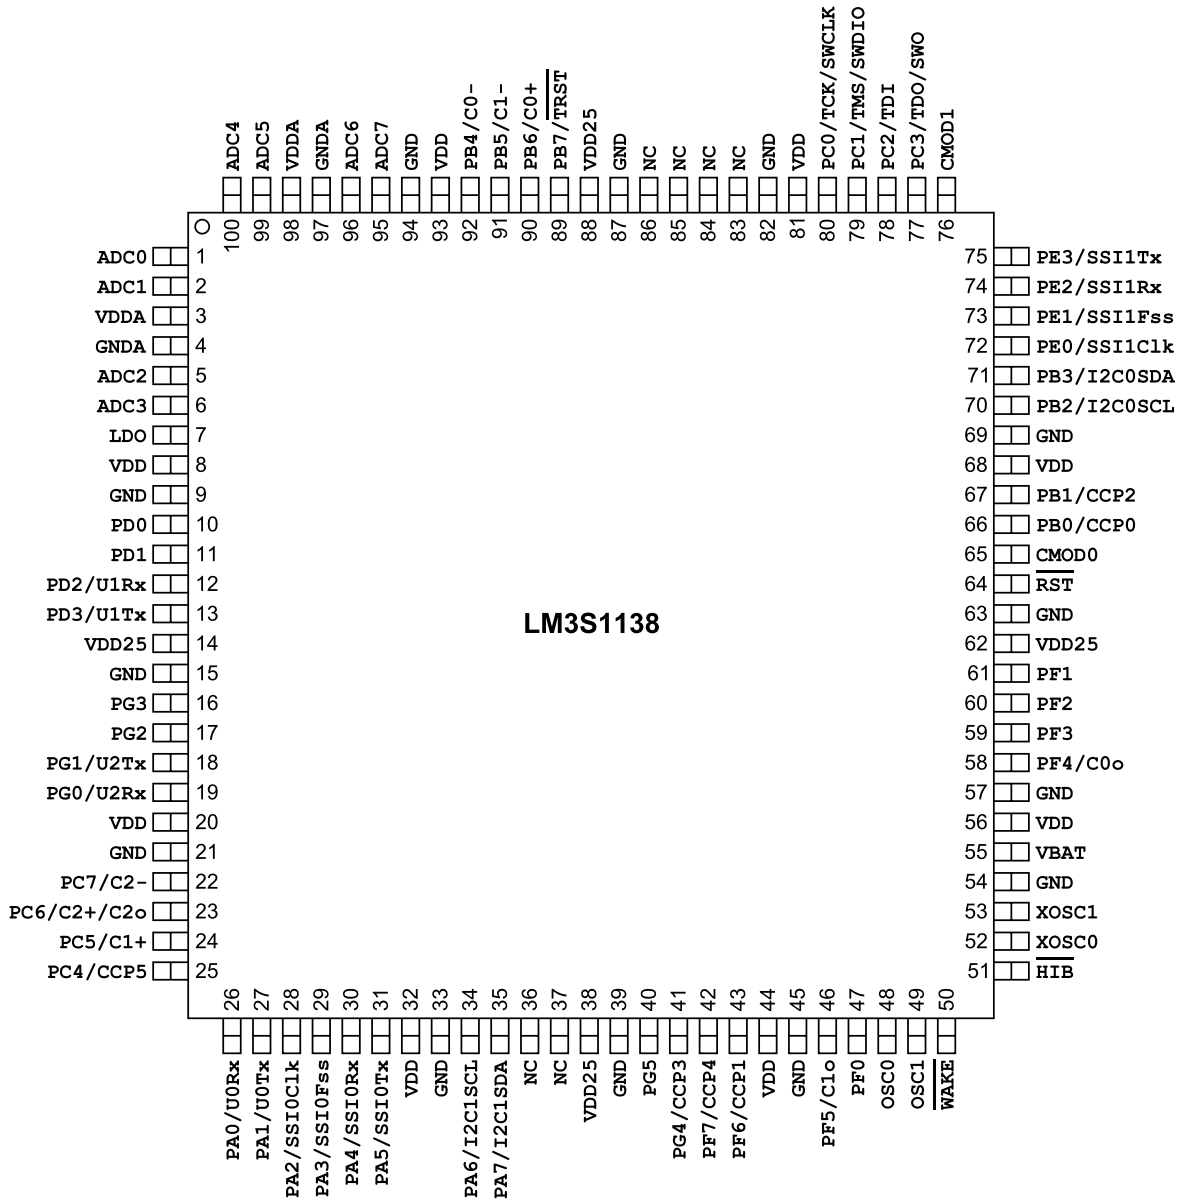 ADC4
ADC5
VDDA
GNDA
ADC6
ADC7
GND
VDD
PB4/C0-
PB5/C1-
PB6/C0+
PB7/TRST
VDD25
GND
NC
NC
NC
NC
GND
VDD
PC0/TCK/SWCLK
PC1/TMS/SWDIO
PC2/TDI
PC3/TDO/SWO
CMOD1
100 99 98 97 96 95 94 93 92 91 90 89 88 87 86 85 84 83 82 81 80 79 78 77 76
ADC0 1
ADC1 2
VDDA 3
GNDA 4
ADC2 5
ADC3 6
LDO 7
VDD 8
GND 9
PD0 10
PD1 11
PD2/U1Rx 12
PD3/U1Tx 13
VDD25 14
GND 15
PG3 16
PG2 17
PG1/U2Tx 18
PG0/U2Rx 19
VDD 20
GND 21
PC7/C2- 22
PC6/C2+/C2o 23
PC5/C1+ 24
PC4/CCP5 25
LM3S1138
75 PE3/SSI1Tx
74 PE2/SSI1Rx
73 PE1/SSI1Fss
72 PE0/SSI1Clk
71 PB3/I2C0SDA
70 PB2/I2C0SCL
69 GND
68 VDD
67 PB1/CCP2
66 PB0/CCP0
65 CMOD0
64 RST
63 GND
62 VDD25
61 PF1
60 PF2
59 PF3
58 PF4/C0o
57 GND
56 VDD
55 VBAT
54 GND
53 XOSC1
52 XOSC0
51 HIB
26 27 28 29 30 31 32 33 34 35 36 37 38 39 40 41 42 43 44 45 46 47 48 49 50
PA0/U0Rx
PA1/U0Tx
PA2/SSI0Clk
PA3/SSI0Fss
PA4/SSI0Rx
PA5/SSI0Tx
VDD
GND
PA6/I2C1SCL
PA7/I2C1SDA
NC
NC
VDD25
GND
PG5
PG4/CCP3
PF7/CCP4
PF6/CCP1
VDD
GND
PF5/C1o
PF0
OSC0
OSC1
WAKE